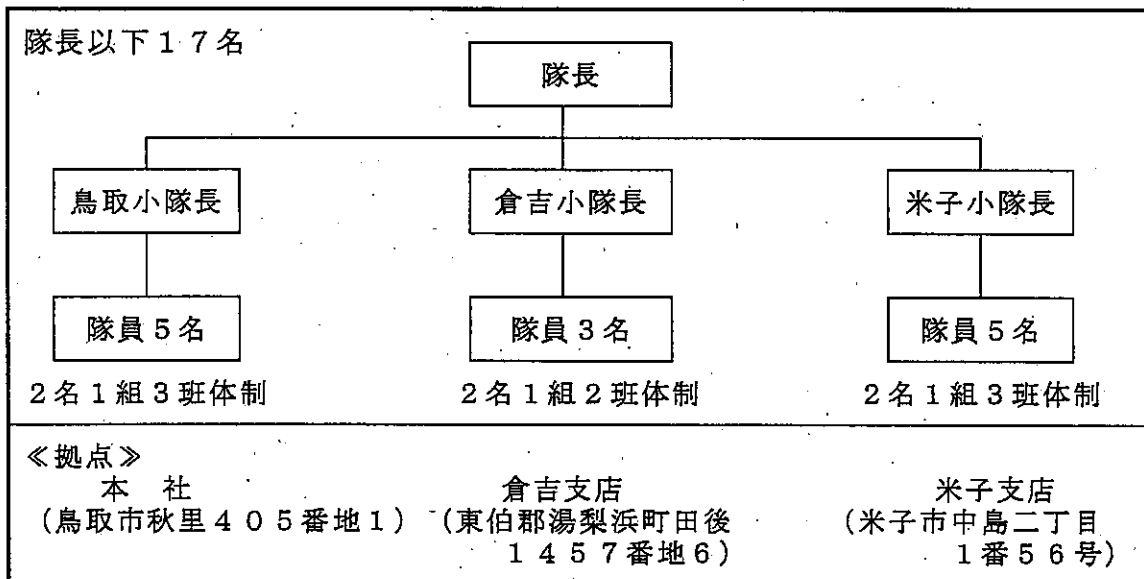 隊長以下17名
隊長
鳥取小隊長 倉吉小隊長 米子小隊長
隊員5名 隊員3名 隊員5名
2名1組3班体制 2名1組2班体制 2名1組3班体制
≪拠点≫
本 社 倉吉支店 米子支店
(鳥取市秋里405番地1) (東伯郡湯梨浜町田後 (米子市中島二丁目
1457番地6) 1番56号)